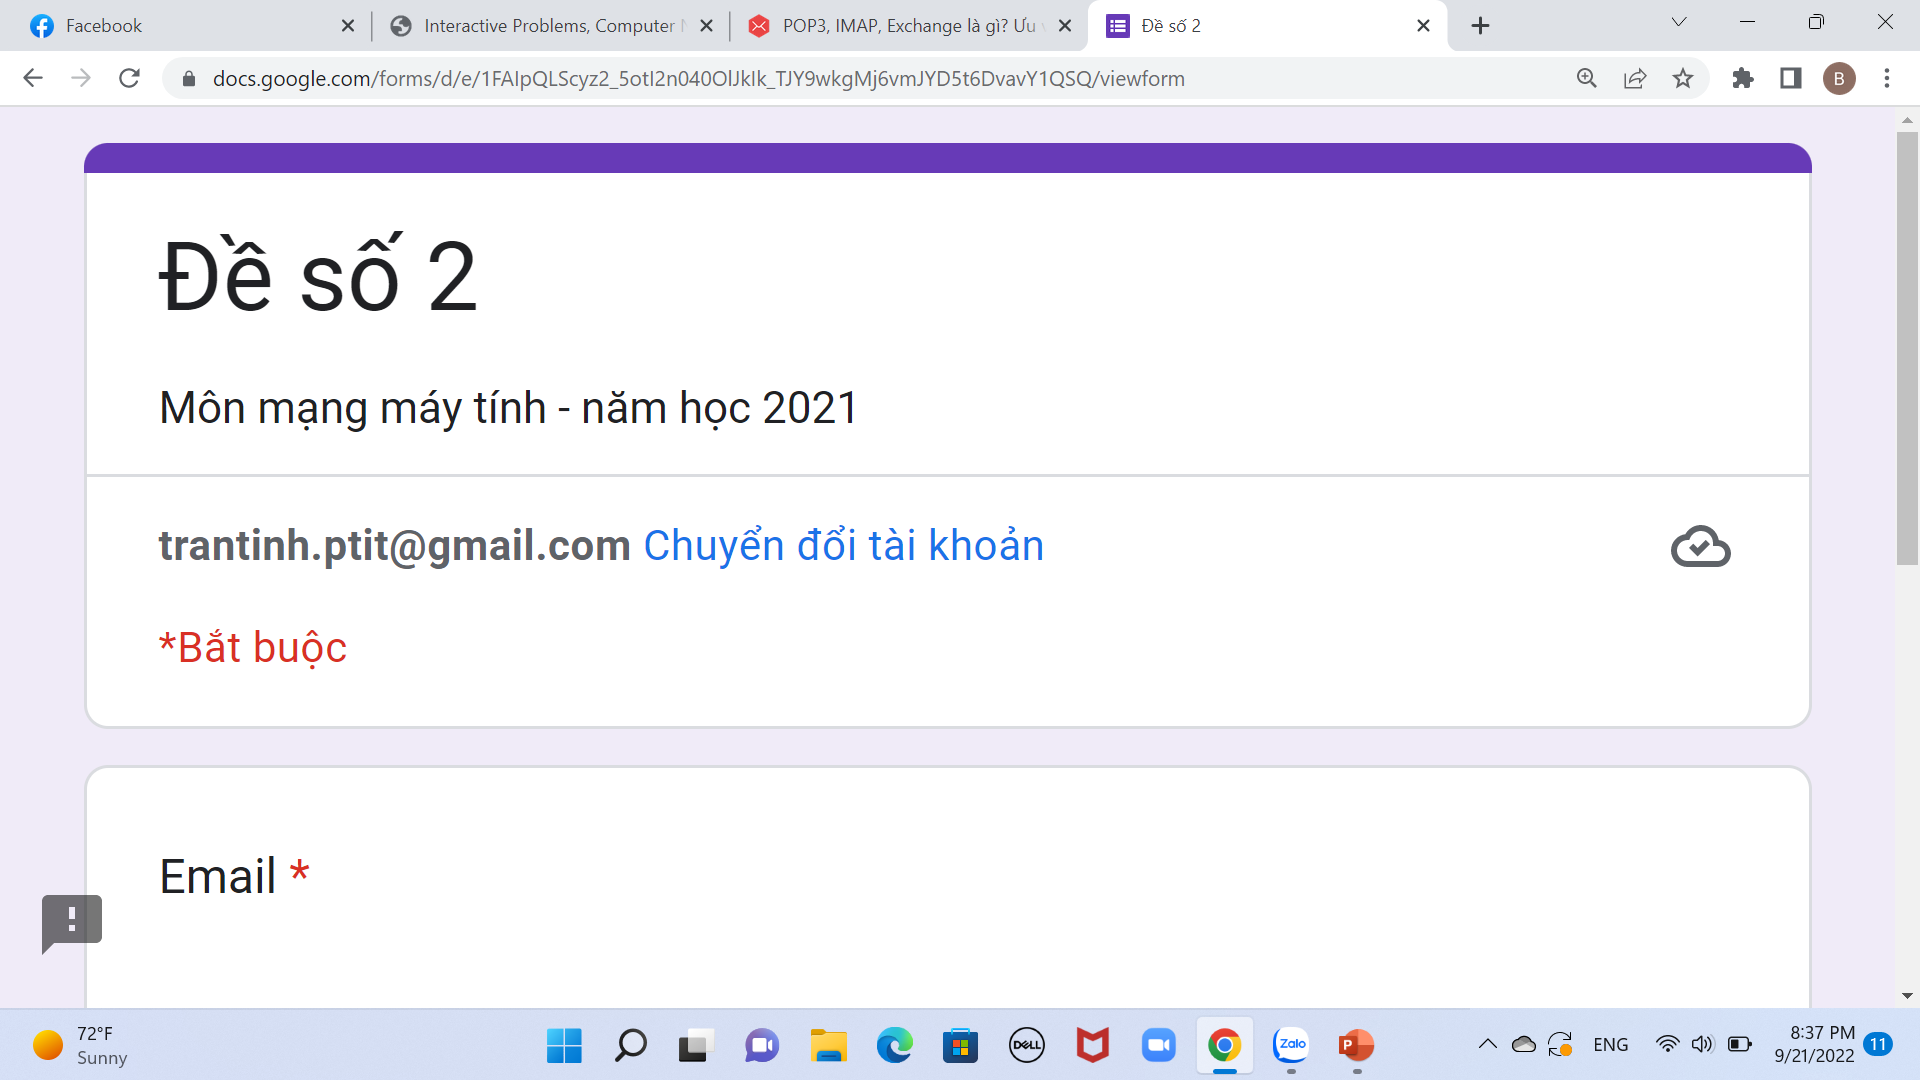 Facebook
Interactive Problems, Computer
POP3, IMAP, Exchange là gì? Ưu
Đề số 2
docs.google.com/forms/d/e/1FAIpQLScyz2_5otI2n040OlJkIk_TJY9wkgMj6vmJYD5t6DvavY1QSQ/viewform
B
Đề số 2
Môn mạng máy tính - năm học 2021
trantinh.ptit@gmail.com Chuyển đổi tài khoản
*Bắt buộc
Email *
72°F
Sunny
DELL
Zalo
P
ENG
8:37 PM
9/21/2022
11